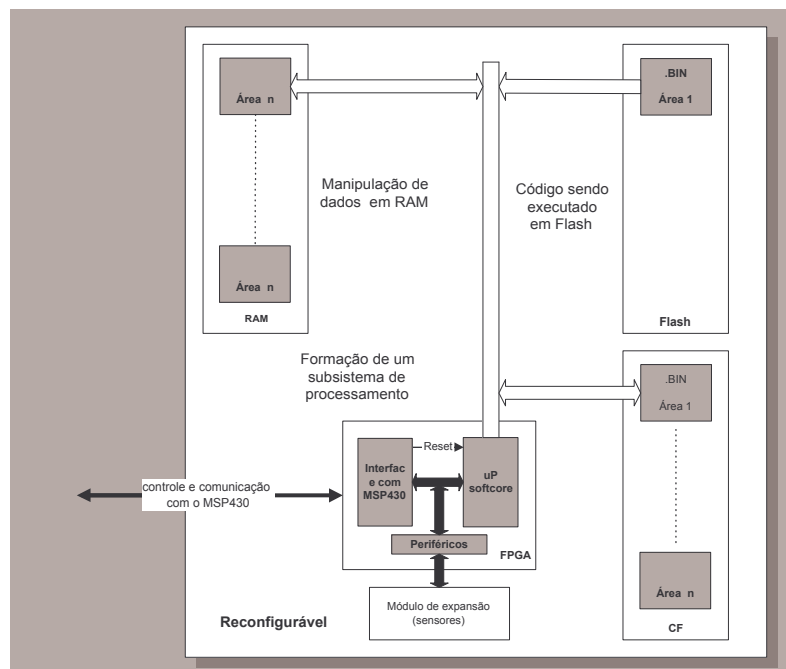 Área n
.BIN
Área 1
Manipulação de
dados em RAM
Código sendo
executado
em Flash
Área n
RAM
Flash
Formação de um
subsistema de
processamento
.BIN
Área 1
Reset
Interfac
e com
MSP430
uP
softcore
controle e comunicação
com o MSP430
Periféricos
FPGA
Área n
Módulo de expansão
(sensores)
Reconfigurável
CF